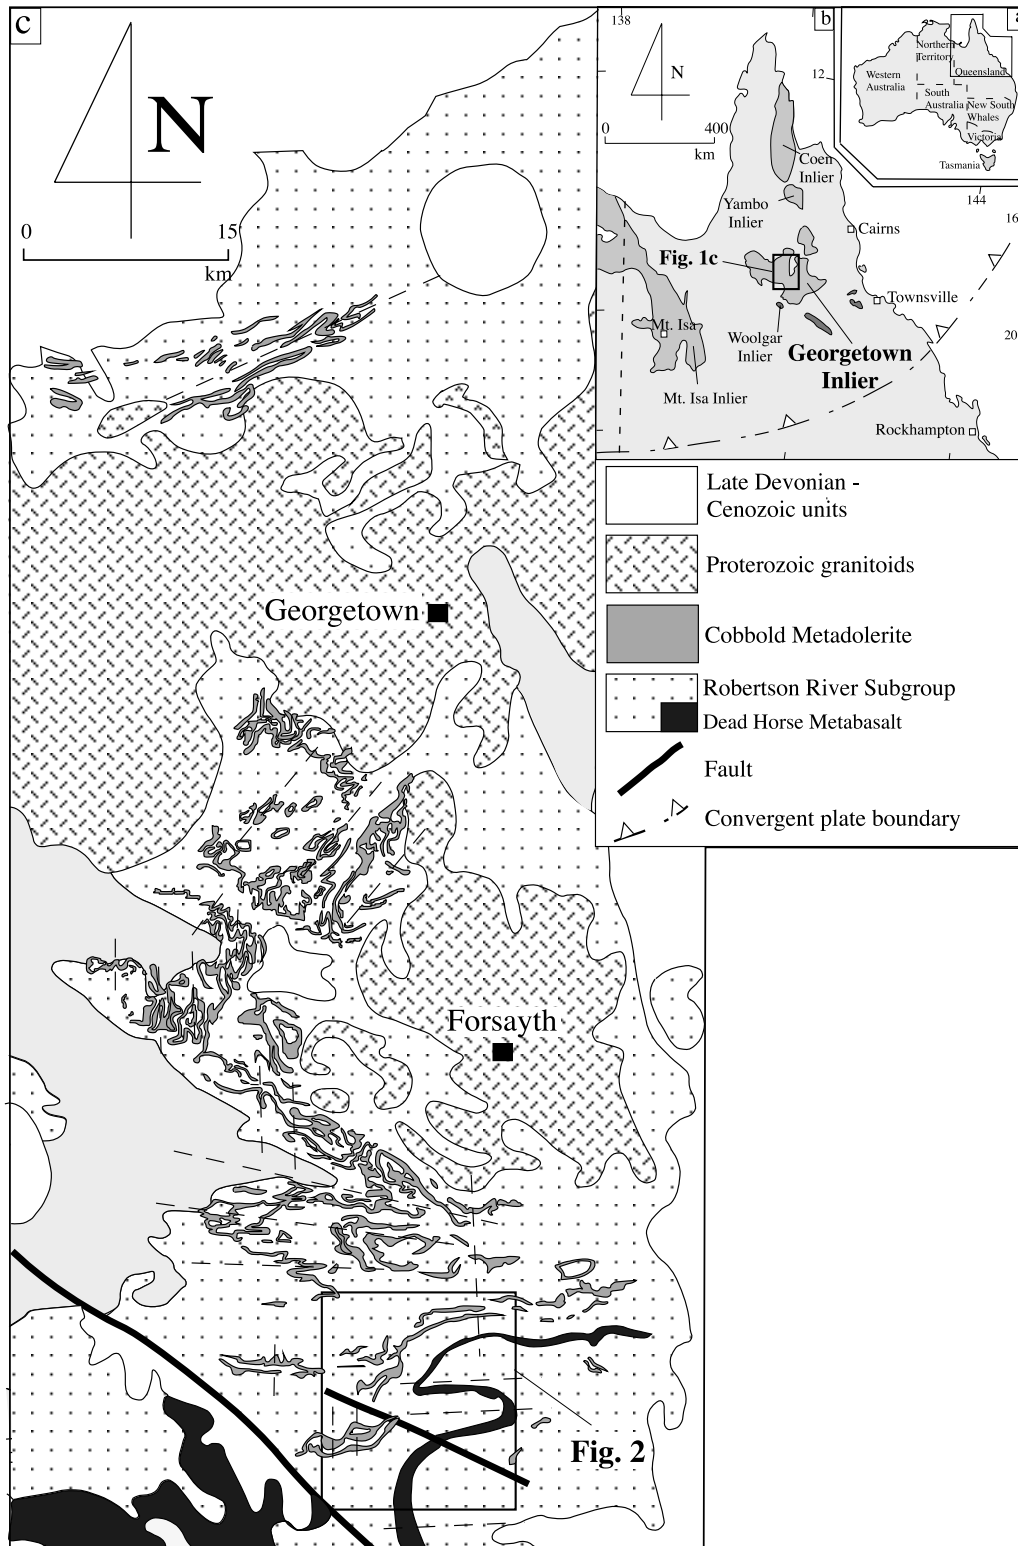 c
N
0
15
km
Georgetown
Forsayth
Fig. 2
138
b
N
0
400
km
12
Coen
Inlier
Yambo
Inlier
144
16
Cairns
Fig. 1c
Townsville
Mt. Isa
Woolgar
Inlier
Georgetown
Inlier
20
Mt. Isa Inlier
Rockhampton
Northern
Territory
Western
Australia
Queensland
South
Australia
New South
Whales
Victoria
Tasmania
Late Devonian -
Cenozoic units
Proterozoic granitoids
Cobbold Metadolerite
Robertson River Subgroup
Dead Horse Metabasalt
Fault
Convergent plate boundary